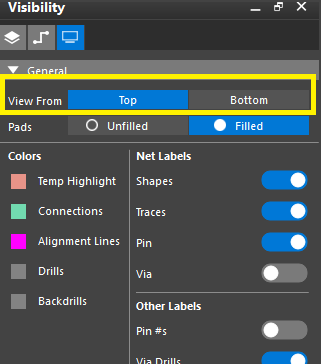 Visibility
General
View From Top Bottom
Pads Unfilled Filled
Colors
Temp Highlight
Connections
Alignment Lines
Drills
Backdrills
Net Labels
Shapes
Traces
Pin
Via
Other Labels
Pin #s
Via Drills